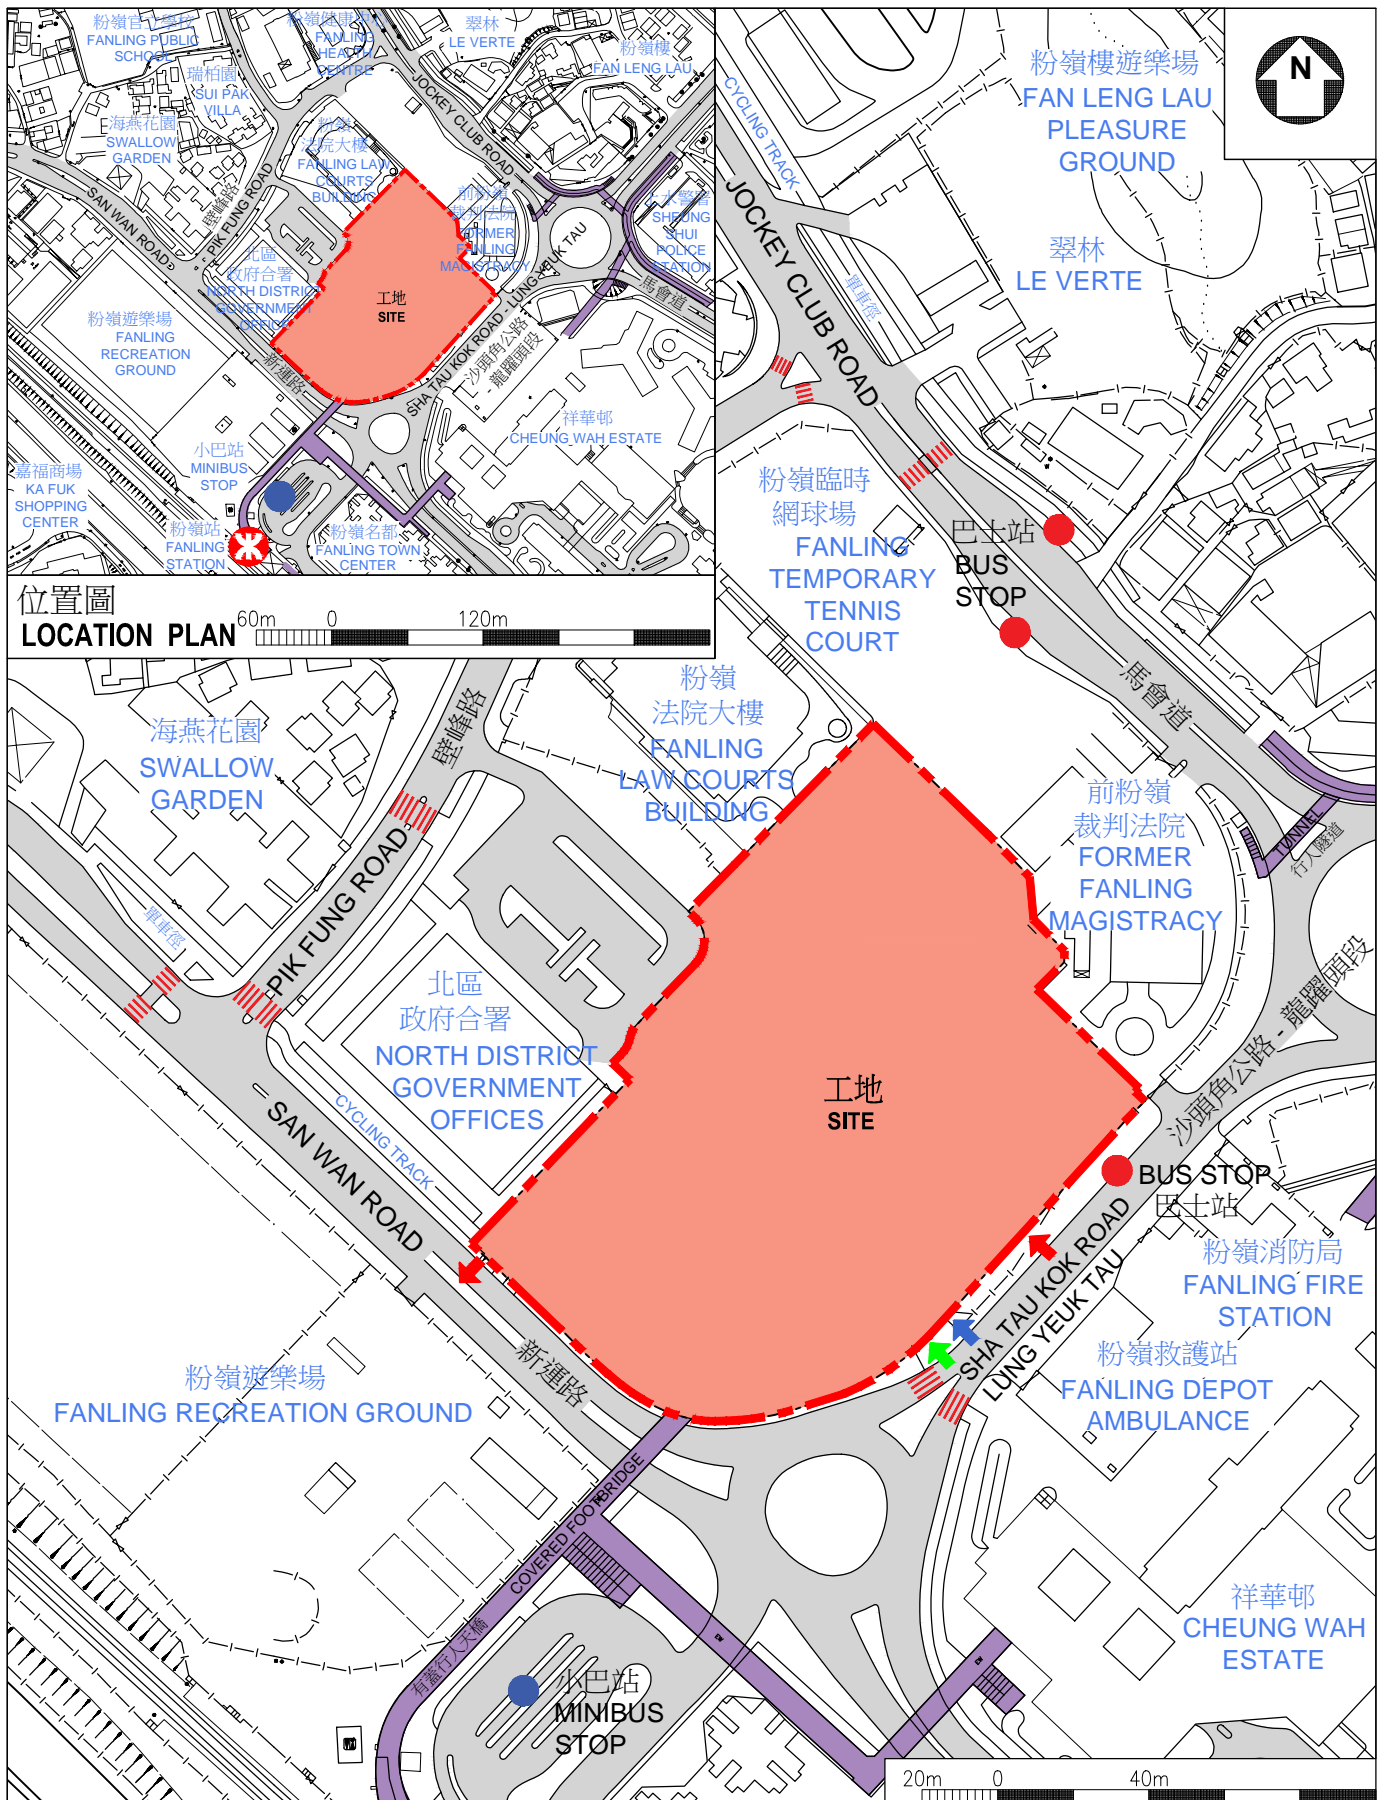 粉嶺官立學校
FANLING PUBLIC
SCHOOL
粉嶺健康中心
FANLING
HEALTH
CENTRE
翠林
LE VERTE
粉嶺樓
FAN LENG LAU
瑞柏園
SUI PAK
VILLA
海燕花園
SWALLOW
GARDEN
粉嶺
法院大樓
FANLING LAW
COURTS
BUILDING
JOCKEY CLUB ROAD
前粉嶺
裁判法院
FORMER
FANLING
MAGISTRACY
上水警署
SHEUNG
SHUI
POLICE
STATION
SAN WAN ROAD
壁峰路
PIK FUNG ROAD
北區
政府合署
NORTH DISTRICT
GOVERNMENT
OFFICE
工地
SITE
馬會道
粉嶺遊樂場
FANLING
RECREATION
GROUND
新運路
SHA TAU KOK ROAD - LUNG YEUK TAU
沙頭角公路
- 龍躍頭段
祥華邨
CHEUNG WAH ESTATE
小巴站
MINIBUS
STOP
嘉福商場
KA FUK
SHOPPING
CENTER
粉嶺站
FANLING
STATION
粉嶺名都
FANLING TOWN
CENTER
位置圖
LOCATION PLAN
60m 0 120m
N
CYCLING TRACK
粉嶺樓遊樂場
FAN LENG LAU
PLEASURE
GROUND
JOCKEY CLUB ROAD
單車徑
翠林
LE VERTE
粉嶺臨時
網球場
FANLING
TEMPORARY
TENNIS
COURT
巴士站
BUS
STOP
馬會道
粉嶺
法院大樓
FANLING
LAW COURTS
BUILDING
海燕花園
SWALLOW
GARDEN
壁峰路
PIK FUNG ROAD
單車徑
前粉嶺
裁判法院
FORMER
FANLING
MAGISTRACY
TUNNEL
行人隧道
北區
政府合署
NORTH DISTRICT
GOVERNMENT
OFFICES
CYCLING TRACK
SAN WAN ROAD
工地
SITE
沙頭角公路 - 龍躍頭段
BUS STOP
巴士站
SHA TAU KOK ROAD
LUNG YEUK TAU
粉嶺消防局
FANLING FIRE
STATION
粉嶺救護站
FANLING DEPOT
AMBULANCE
新運路
粉嶺遊樂場
FANLING RECREATION GROUND
COVERED FOOTBRIDGE
有蓋行人天橋
小巴站
MINIBUS
STOP
祥華邨
CHEUNG WAH
ESTATE
20m 0 40m